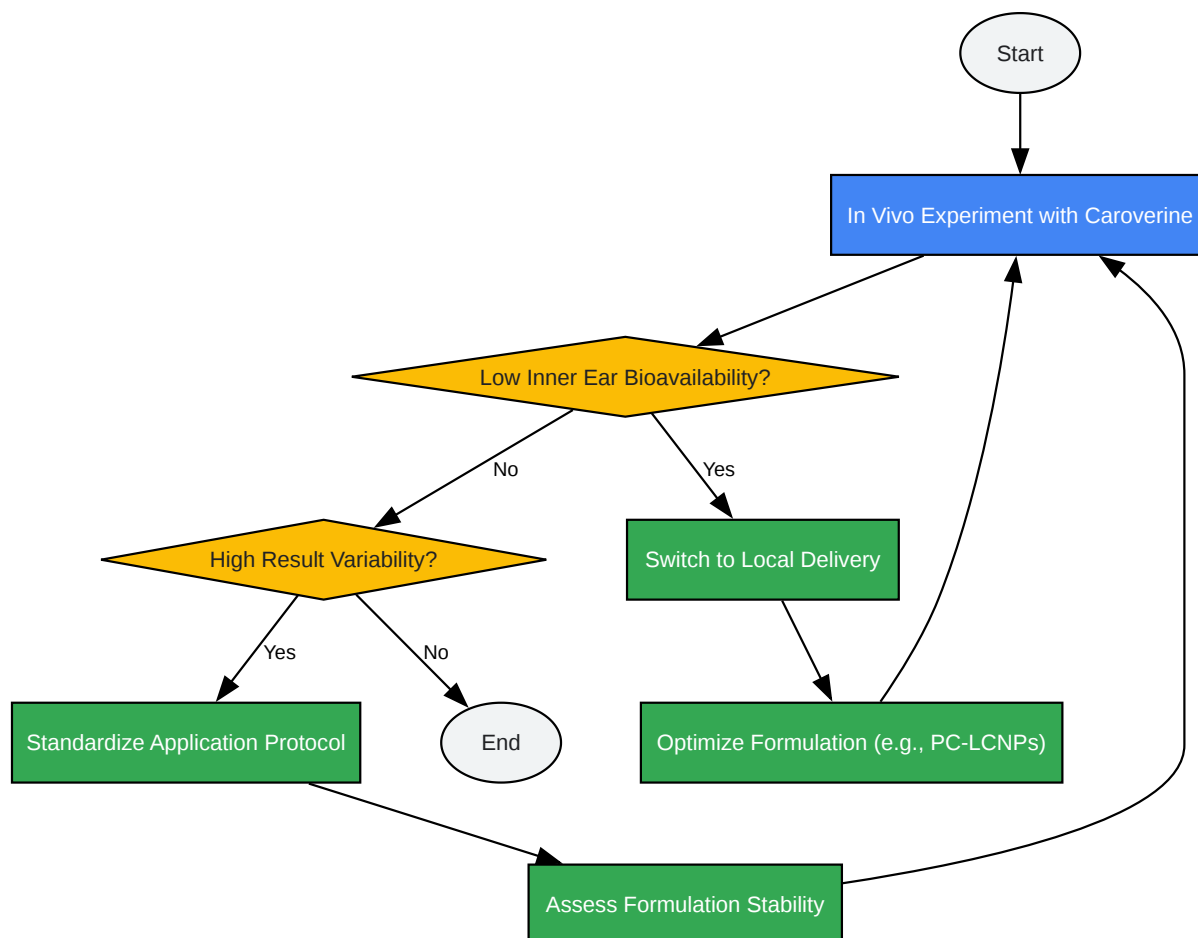 Start
In Vivo Experiment with Caroverine
Low Inner Ear Bioavailability?
No
Yes
High Result Variability?
Switch to Local Delivery
Yes
No
Standardize Application Protocol
End
Optimize Formulation (e.g., PC-LCNPs)
Assess Formulation Stability